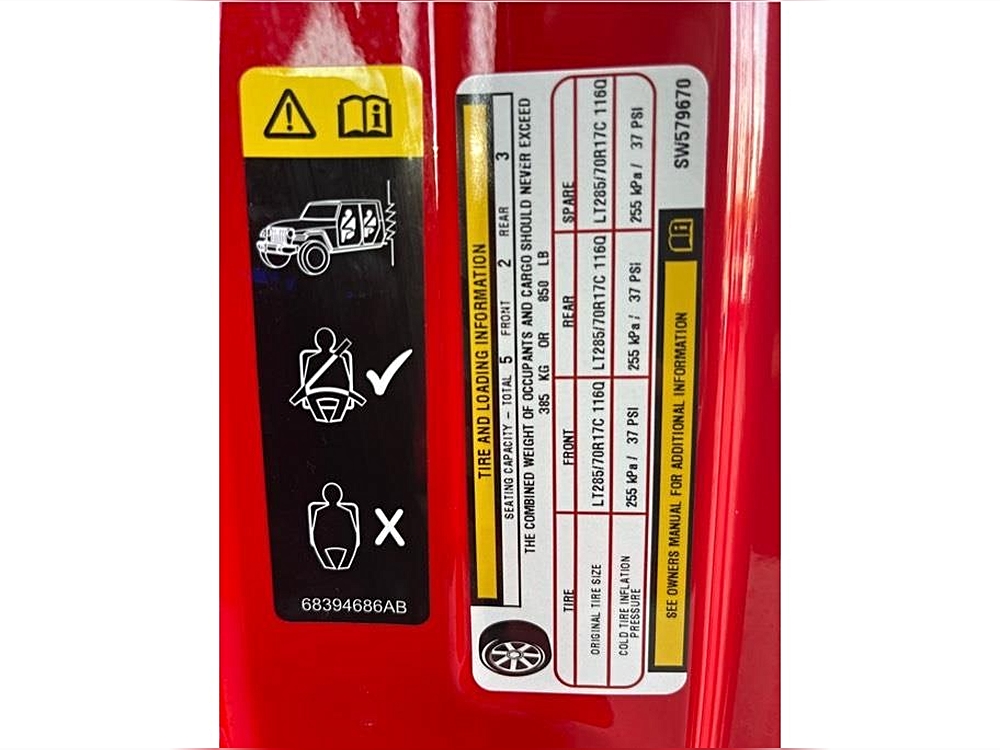 68394686AB
TIRE AND LOADING INFORMATION
SEATING CAPACITY - TOTAL 5 FRONT 2 REAR 3
THE COMBINED WEIGHT OF OCCUPANTS AND CARGO SHOULD NEVER EXCEED
385 KG OR 850 LB
TIRE FRONT REAR SPARE
ORIGINAL TIRE SIZE LT285/70R17C 116Q LT285/70R17C 116Q LT285/70R17C 116Q
COLD TIRE INFLATION
PRESSURE 255 kPa / 37 PSI 255 kPa / 37 PSI 255 kPa / 37 PSI
SEE OWNERS MANUAL FOR ADDITIONAL INFORMATION
SW579670